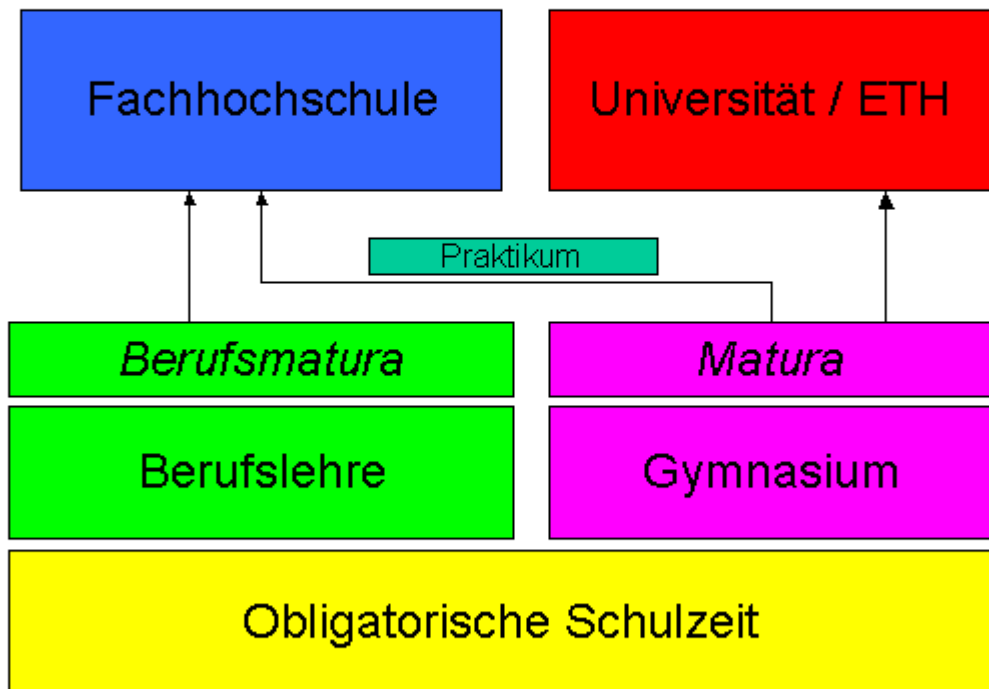 Fachhochschule
Universität / ETH
Praktikum
Berufsmatura
Matura
Berufslehre
Gymnasium
Obligatorische Schulzeit